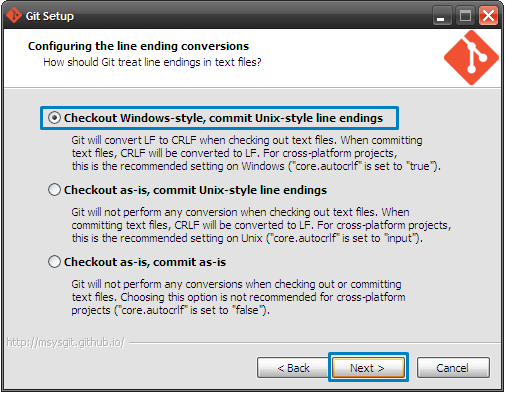 Git Setup
Configuring the line ending conversions
How should Git treat line endings in text files?
Checkout Windows-style, commit Unix-style line endings
Git will convert LF to CRLF when checking out text files. When committing
text files, CRLF will be converted to LF. For cross-platform projects,
this is the recommended setting on Windows ("core.autocrlf" is set to "true").
Checkout as-is, commit Unix-style line endings
Git will not perform any conversion when checking out text files. When
committing text files, CRLF will be converted to LF. For cross-platform projects,
this is the recommended setting on Unix ("core.autocrlf" is set to "input").
Checkout as-is, commit as-is
Git will not perform any conversions when checking out or committing
text files. Choosing this option is not recommended for cross-platform
projects ("core.autocrlf" is set to "false").
http://msysgit.github.io/
< Back
Next >
Cancel